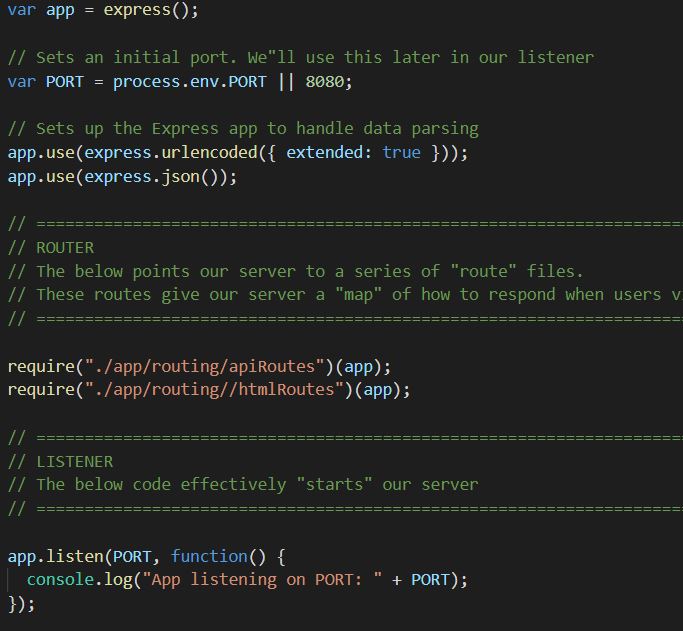 var app = express();
// Sets an initial port. We"ll use this later in our listener
var PORT = process.env.PORT || 8080;
// Sets up the Express app to handle data parsing
app.use(express.urlencoded({ extended: true }));
app.use(express.json());
// ===================================================================
// ROUTER
// The below points our server to a series of "route" files.
// These routes give our server a "map" of how to respond when users v
// ===================================================================
require("./app/routing/apiRoutes")(app);
require("./app/routing//htmlRoutes")(app);
// ===================================================================
// LISTENER
// The below code effectively "starts" our server
// ===================================================================
app.listen(PORT, function() {
  console.log("App listening on PORT: " + PORT);
});